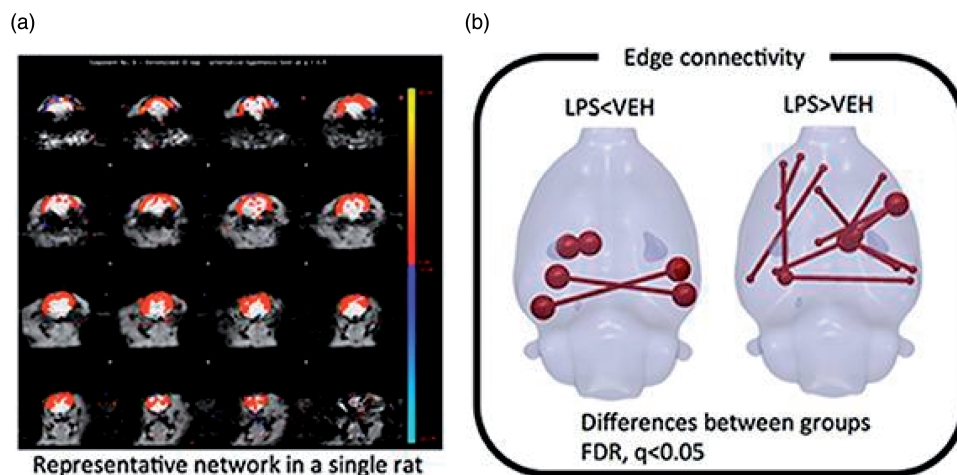 (a)
(b)
Representative network in a single rat
Edge connectivity
LPS<VEH
LPS>VEH
Differences between groups
FDR, q<0.05